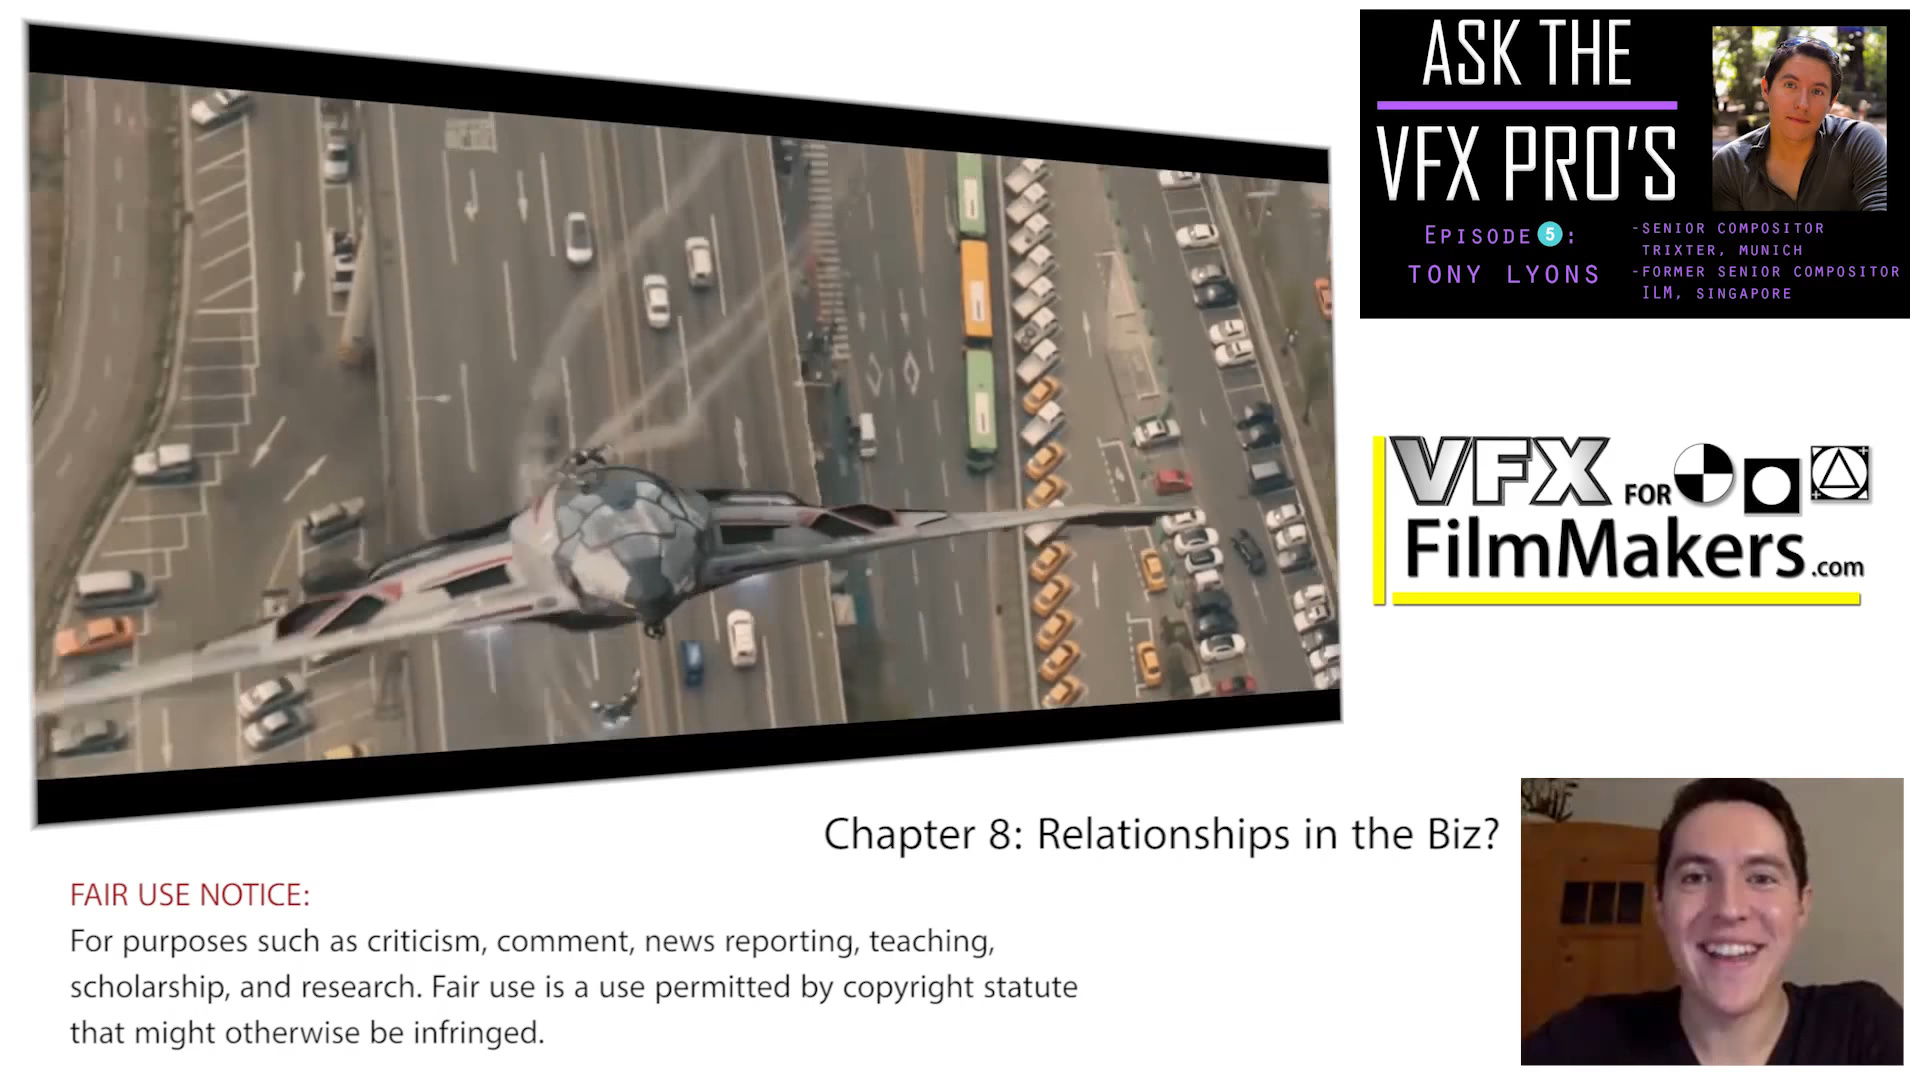 ASK THE
VFX PRO'S
EPISODE 5:
TONY LYONS
-SENIOR COMPOSITOR
TRIXTER, MUNICH
-FORMER SENIOR COMPOSITOR
ILM, SINGAPORE
VFX FOR
FilmMakers.com
Chapter 8: Relationships in the Biz?
FAIR USE NOTICE:
For purposes such as criticism, comment, news reporting, teaching,
scholarship, and research. Fair use is a use permitted by copyright statute
that might otherwise be infringed.